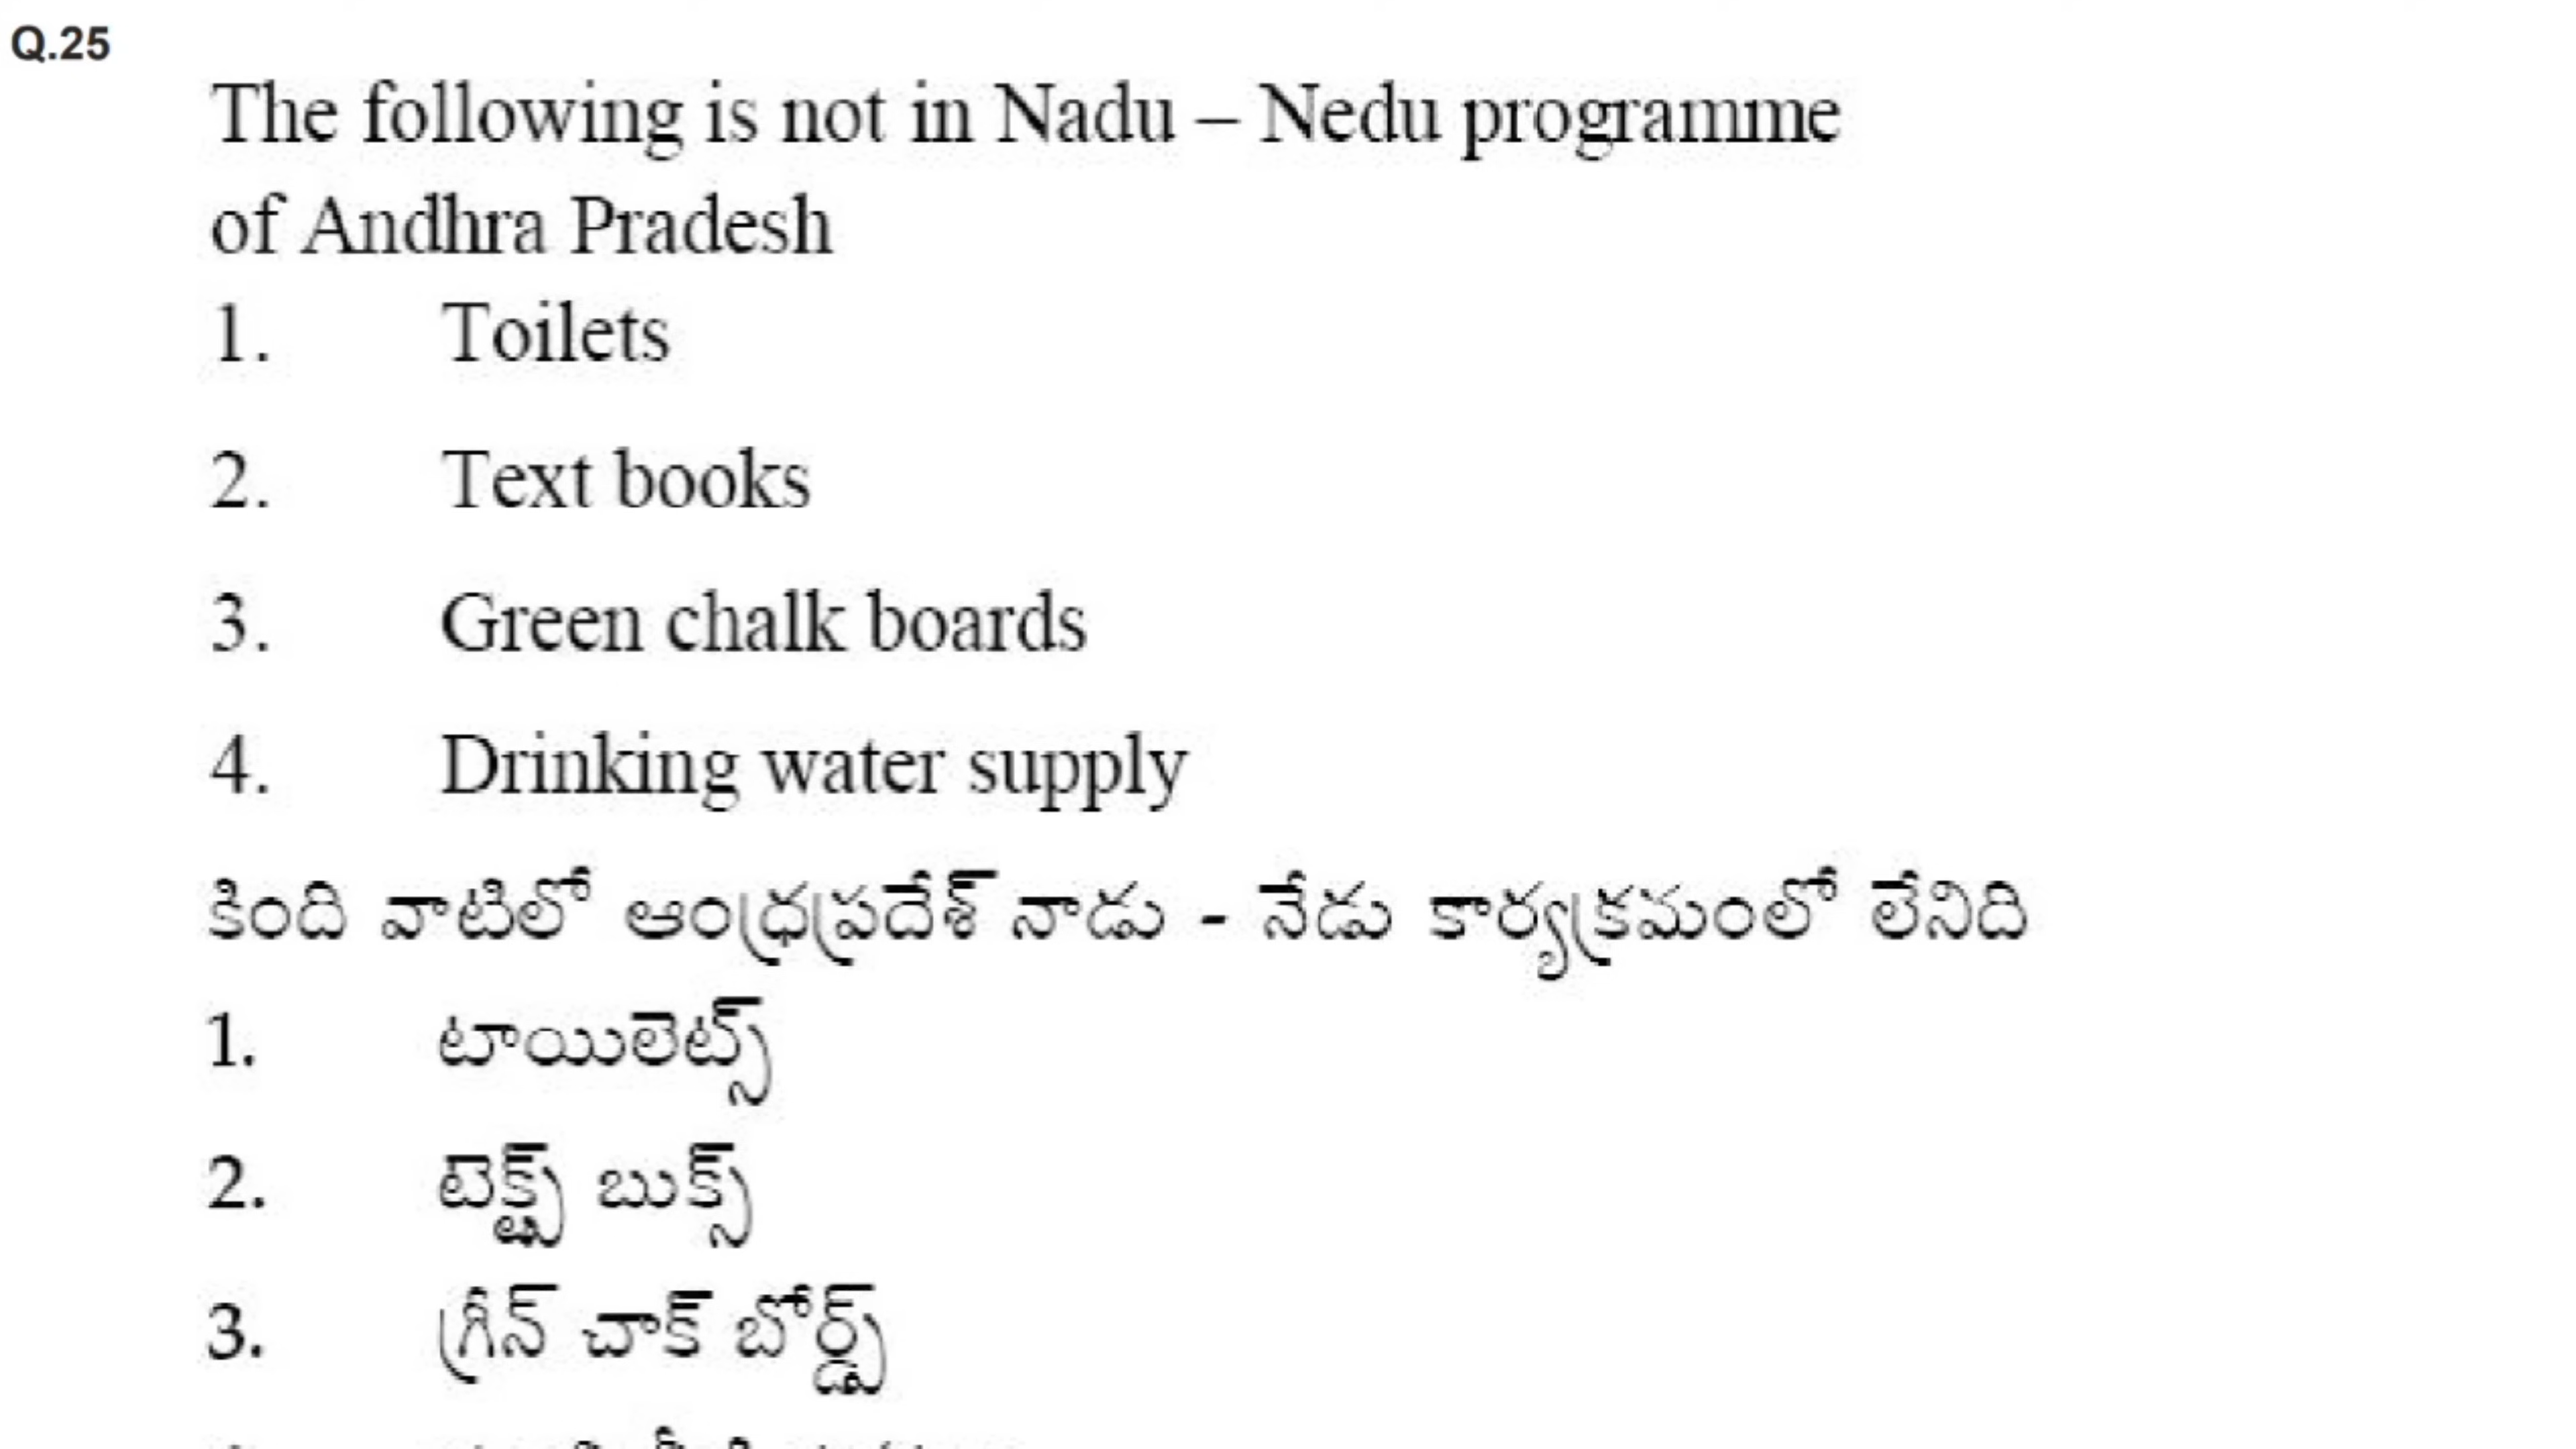 Q.25
The following is not in Nadu – Nedu programme
of Andhra Pradesh
1. Toilets
2. Text books
3. Green chalk boards
4. Drinking water supply
కింది వాటిలో ఆంధ్రప్రదేశ్ నాడు - నేడు కార్యక్రమంలో లేనిది
1. టాయిలెట్స్
2. టెక్ట్స్ బుక్స్
3. గ్రీన్ చాక్ బోర్డ్స్